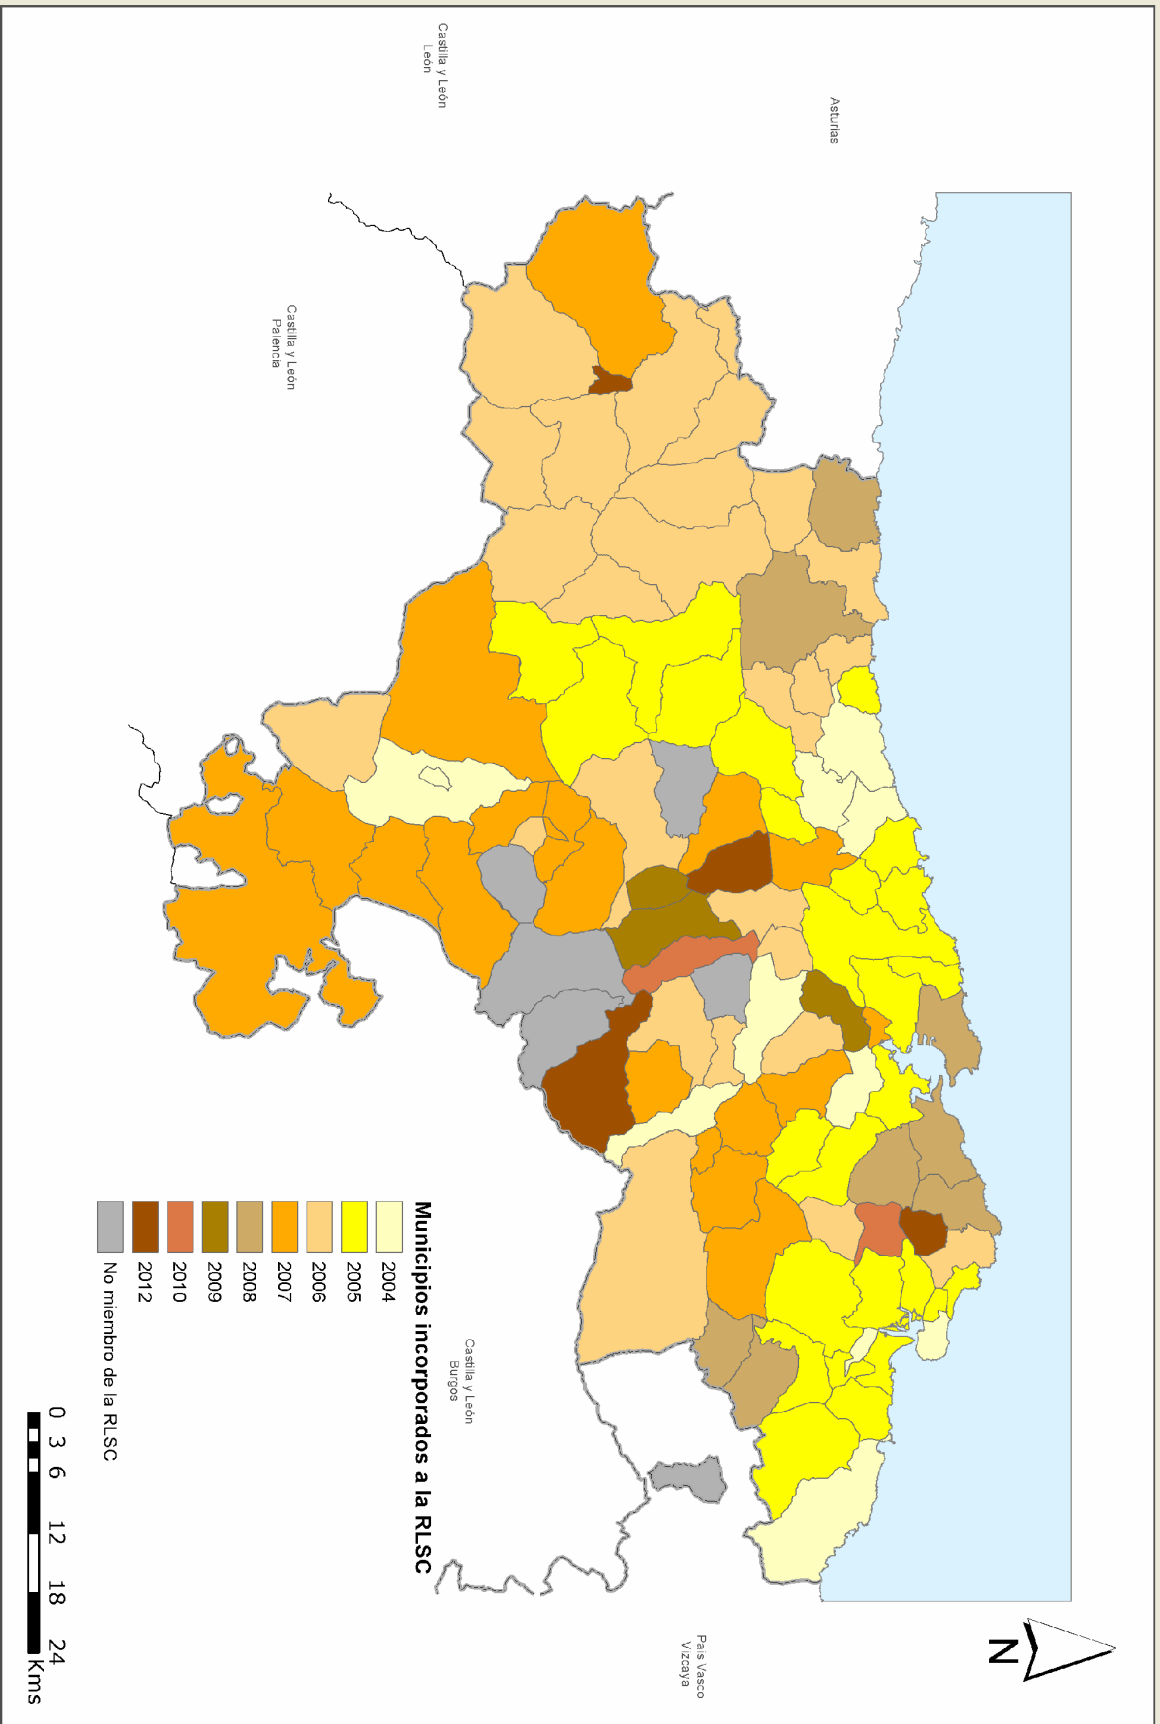 Asturias
Castilla y León
León
Castilla y León
Palencia
Castilla y León
Burgos
Pais Vasco
Vizcaya
N
Municipios incorporados a la RLSC
2004
2005
2006
2007
2008
2009
2010
2012
No miembro de la RLSC
0 3 6 12 18 24
Kms